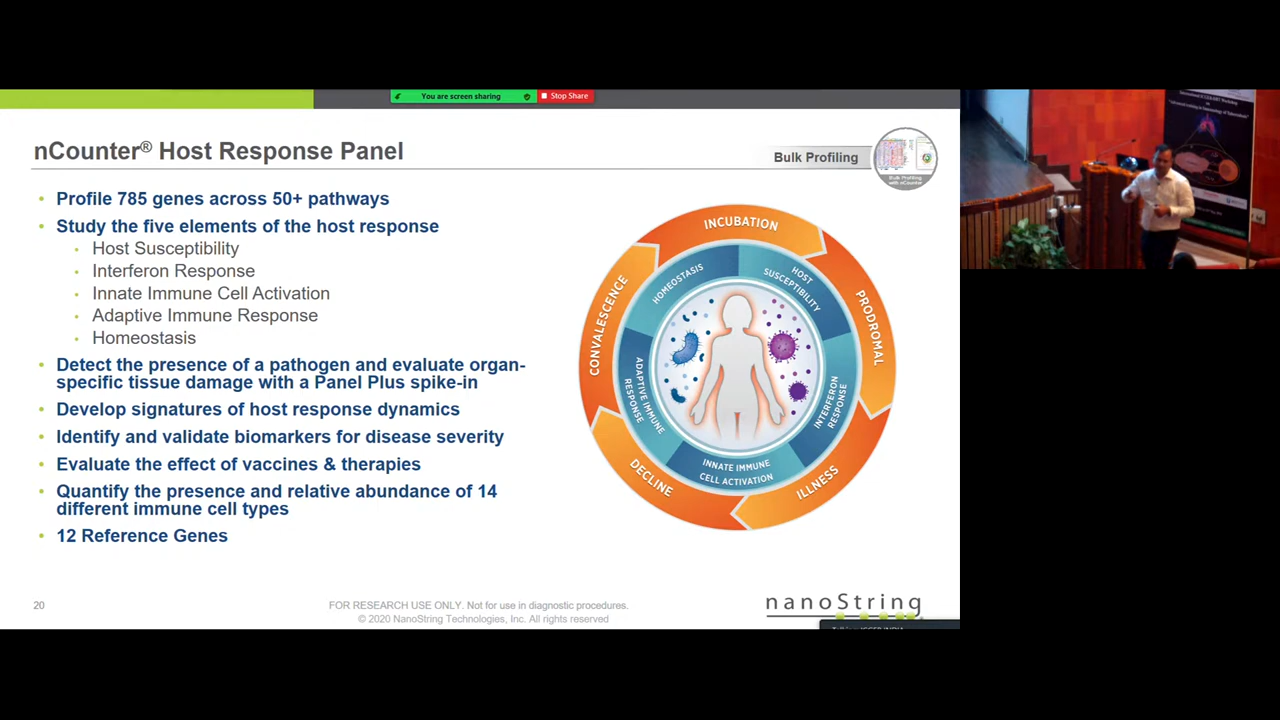 You are screen sharing
Stop Share
nCounter® Host Response Panel
Bulk Profiling
Bulk Profiling
with nCounter
• Profile 785 genes across 50+ pathways
• Study the five elements of the host response
• Host Susceptibility
• Interferon Response
• Innate Immune Cell Activation
• Adaptive Immune Response
• Homeostasis
• Detect the presence of a pathogen and evaluate organ-
specific tissue damage with a Panel Plus spike-in
• Develop signatures of host response dynamics
• Identify and validate biomarkers for disease severity
• Evaluate the effect of vaccines & therapies
• Quantify the presence and relative abundance of 14
different immune cell types
• 12 Reference Genes
INCUBATION
PRODROMAL
ILLNESS
DECLINE
CONVALESCENCE
HOMEOSTASIS
HOST
SUSCEPTIBILITY
INTERFERON
RESPONSE
INNATE IMMUNE
CELL ACTIVATION
ADAPTIVE IMMUNE
RESPONSE
20
FOR RESEARCH USE ONLY. Not for use in diagnostic procedures.
© 2020 NanoString Technologies, Inc. All rights reserved
nanoString